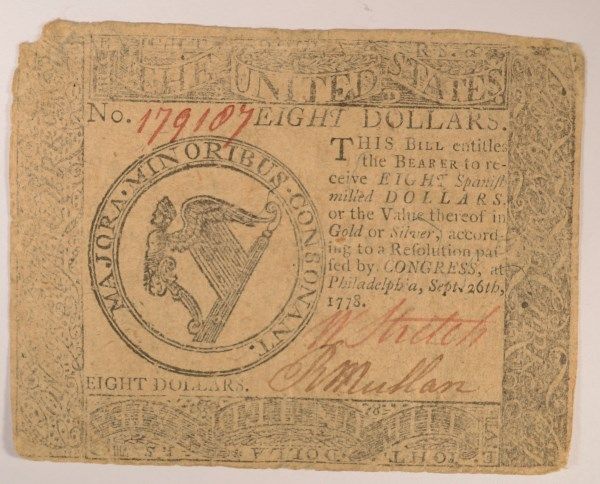 THE UNITED STATES
No. 179187 EIGHT DOLLARS.
MAJORA · MINORIBUS · CONSONANT.
THIS BILL entitles
the BEARER to re-
ceive EIGHT Spanish
milled DOLLARS,
or the Value thereof in
Gold or Silver, accord-
ing to a Resolution pas-
sed by CONGRESS, at
Philadelphia, Sept. 26th,
1778.
W Stretch
EIGHT DOLLARS.